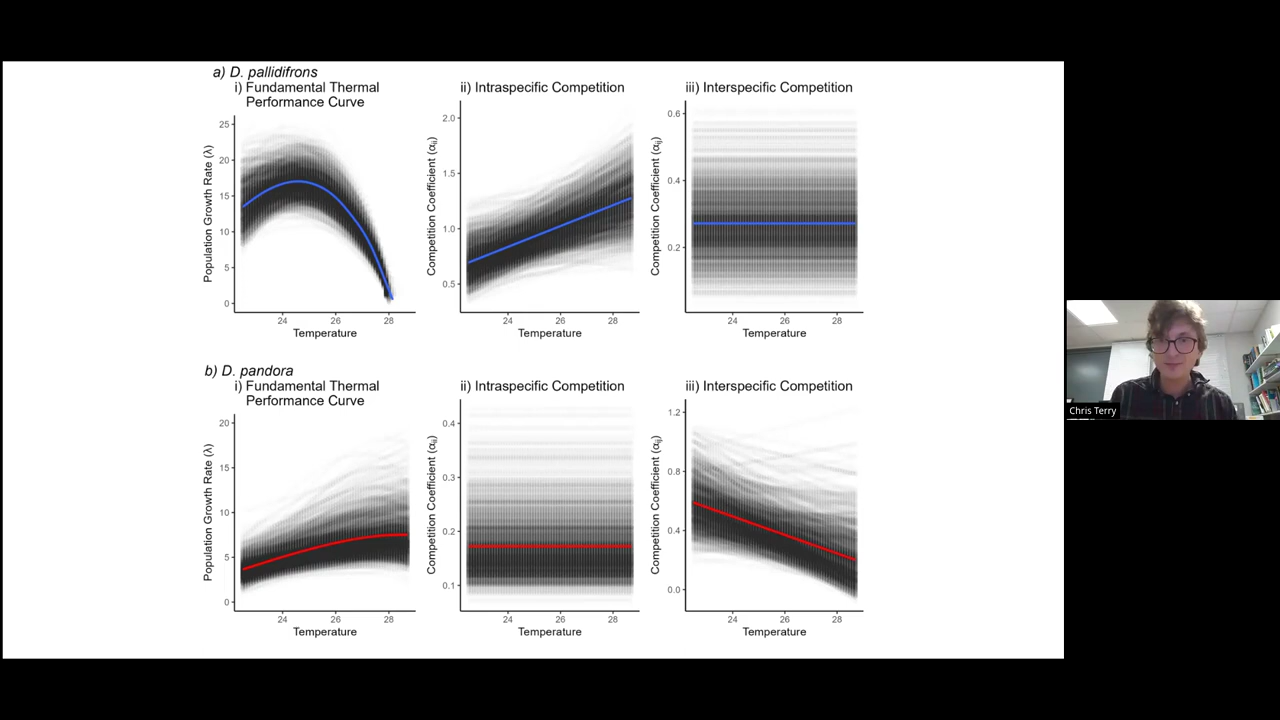 a) D. pallidifrons
i) Fundamental Thermal
Performance Curve
ii) Intraspecific Competition
iii) Interspecific Competition
Population Growth Rate (λ)
25
20
15
10
5
0
24
26
28
Temperature
Competition Coefficient (αii)
2.0
1.5
1.0
0.5
24
26
28
Temperature
Competition Coefficient (αij)
0.6
0.4
0.2
24
26
28
Temperature
b) D. pandora
i) Fundamental Thermal
Performance Curve
ii) Intraspecific Competition
iii) Interspecific Competition
Population Growth Rate (λ)
20
15
10
5
0
24
26
28
Temperature
Competition Coefficient (αii)
0.4
0.3
0.2
0.1
24
26
28
Temperature
Competition Coefficient (αij)
1.2
0.8
0.4
0.0
24
26
28
Temperature
Chris Terry